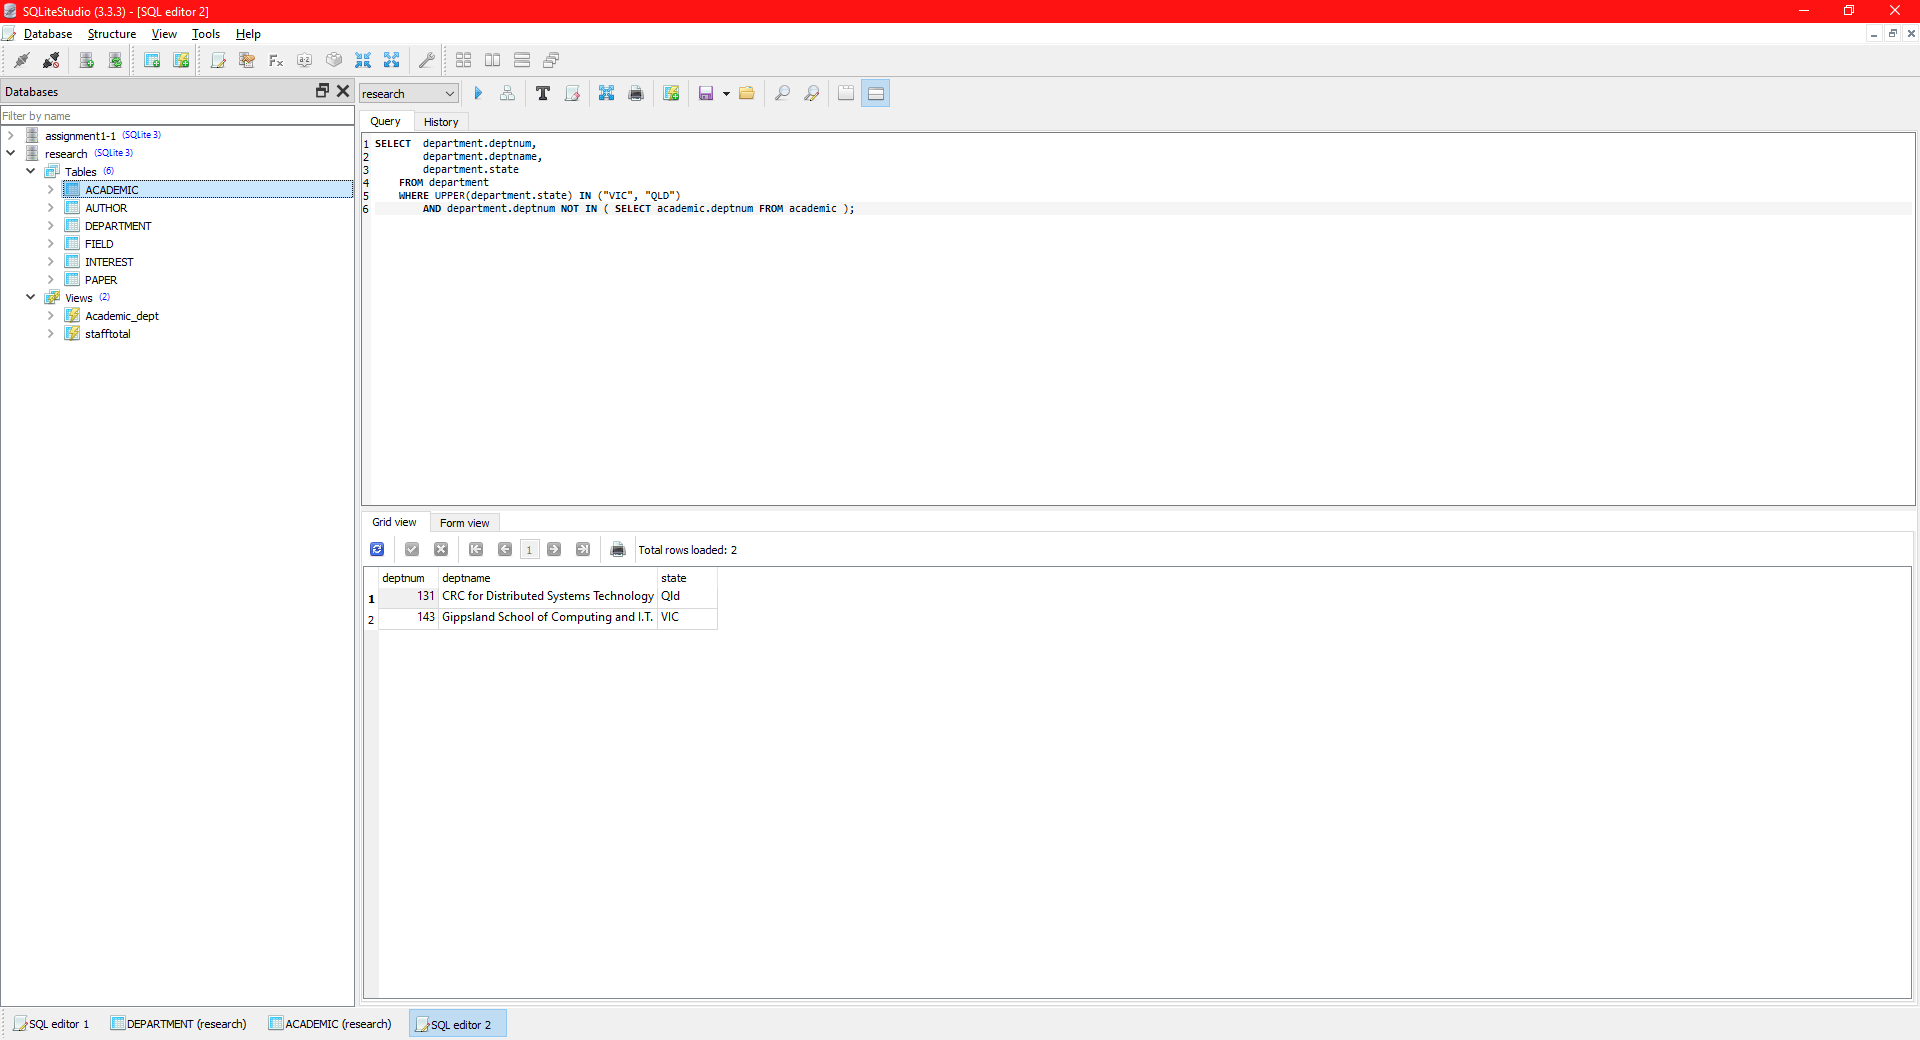 SQLiteStudio (3.3.3) - [SQL editor 2]
Database Structure View Tools Help
Databases
Filter by name
assignment1-1 (SQLite 3)
research (SQLite 3)
Tables (6)
ACADEMIC
AUTHOR
DEPARTMENT
FIELD
INTEREST
PAPER
Views (2)
Academic_dept
stafftotal
research
Query History
1 SELECT department.deptnum,
2 department.deptname,
3 department.state
4 FROM department
5 WHERE UPPER(department.state) IN ("VIC", "QLD")
6 AND department.deptnum NOT IN ( SELECT academic.deptnum FROM academic );
Grid view Form view
1 Total rows loaded: 2
deptnum deptname state
1 131 CRC for Distributed Systems Technology Qld
2 143 Gippsland School of Computing and I.T. VIC
SQL editor 1 DEPARTMENT (research) ACADEMIC (research) SQL editor 2